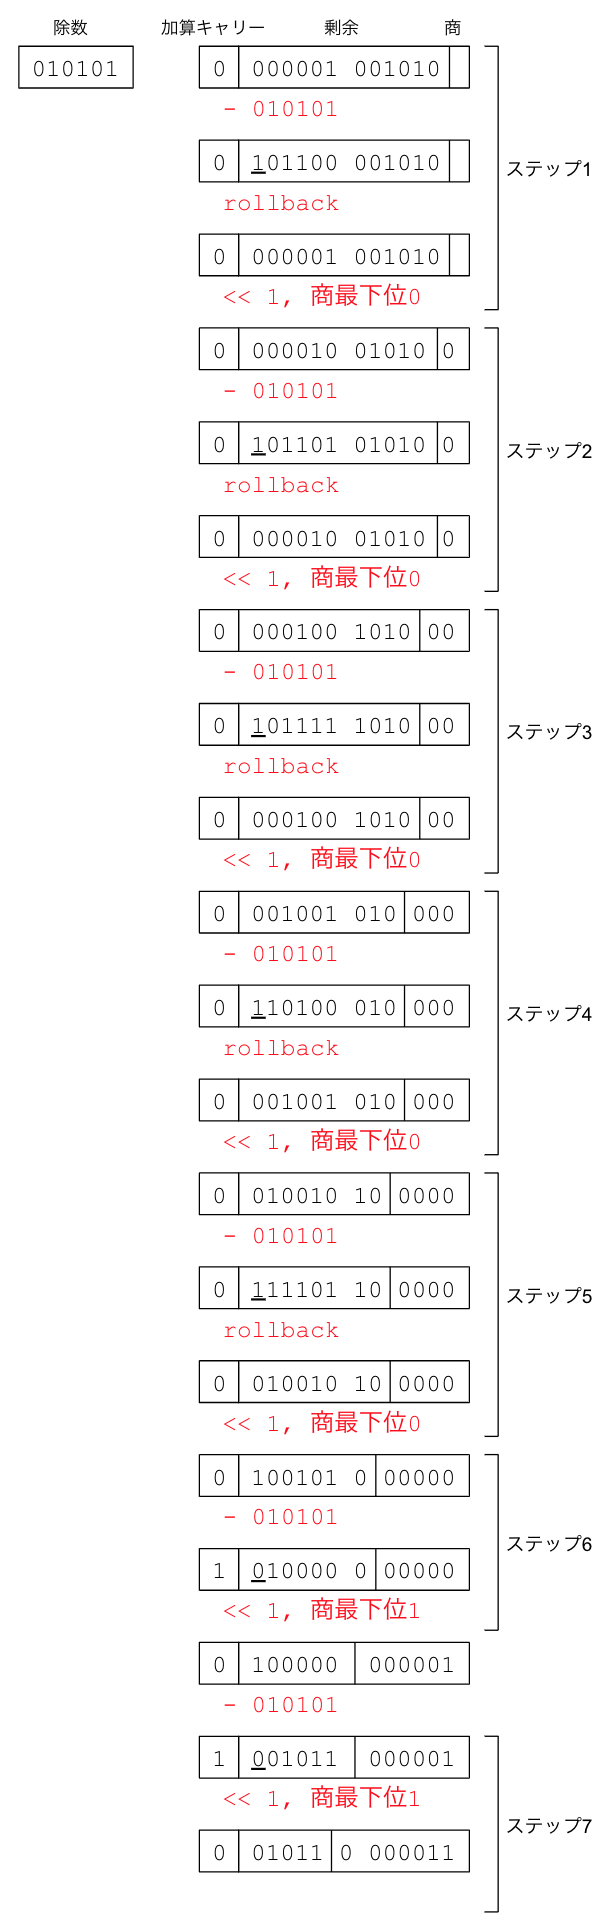 除数 加算キャリー 剰余 商
010101 0 000001 001010
- 010101
0 101100 001010 ステップ1
rollback
0 000001 001010
<< 1, 商最下位0
0 000010 01010 0
- 010101
0 101101 01010 0 ステップ2
rollback
0 000010 01010 0
<< 1, 商最下位0
0 000100 1010 00
- 010101
0 101111 1010 00 ステップ3
rollback
0 000100 1010 00
<< 1, 商最下位0
0 001001 010 000
- 010101
0 110100 010 000 ステップ4
rollback
0 001001 010 000
<< 1, 商最下位0
0 010010 10 0000
- 010101
0 111101 10 0000 ステップ5
rollback
0 010010 10 0000
<< 1, 商最下位0
0 100101 0 00000
- 010101
1 010000 0 00000 ステップ6
<< 1, 商最下位1
0 100000 000001
- 010101
1 001011 000001
<< 1, 商最下位1 ステップ7
0 01011 0 000011